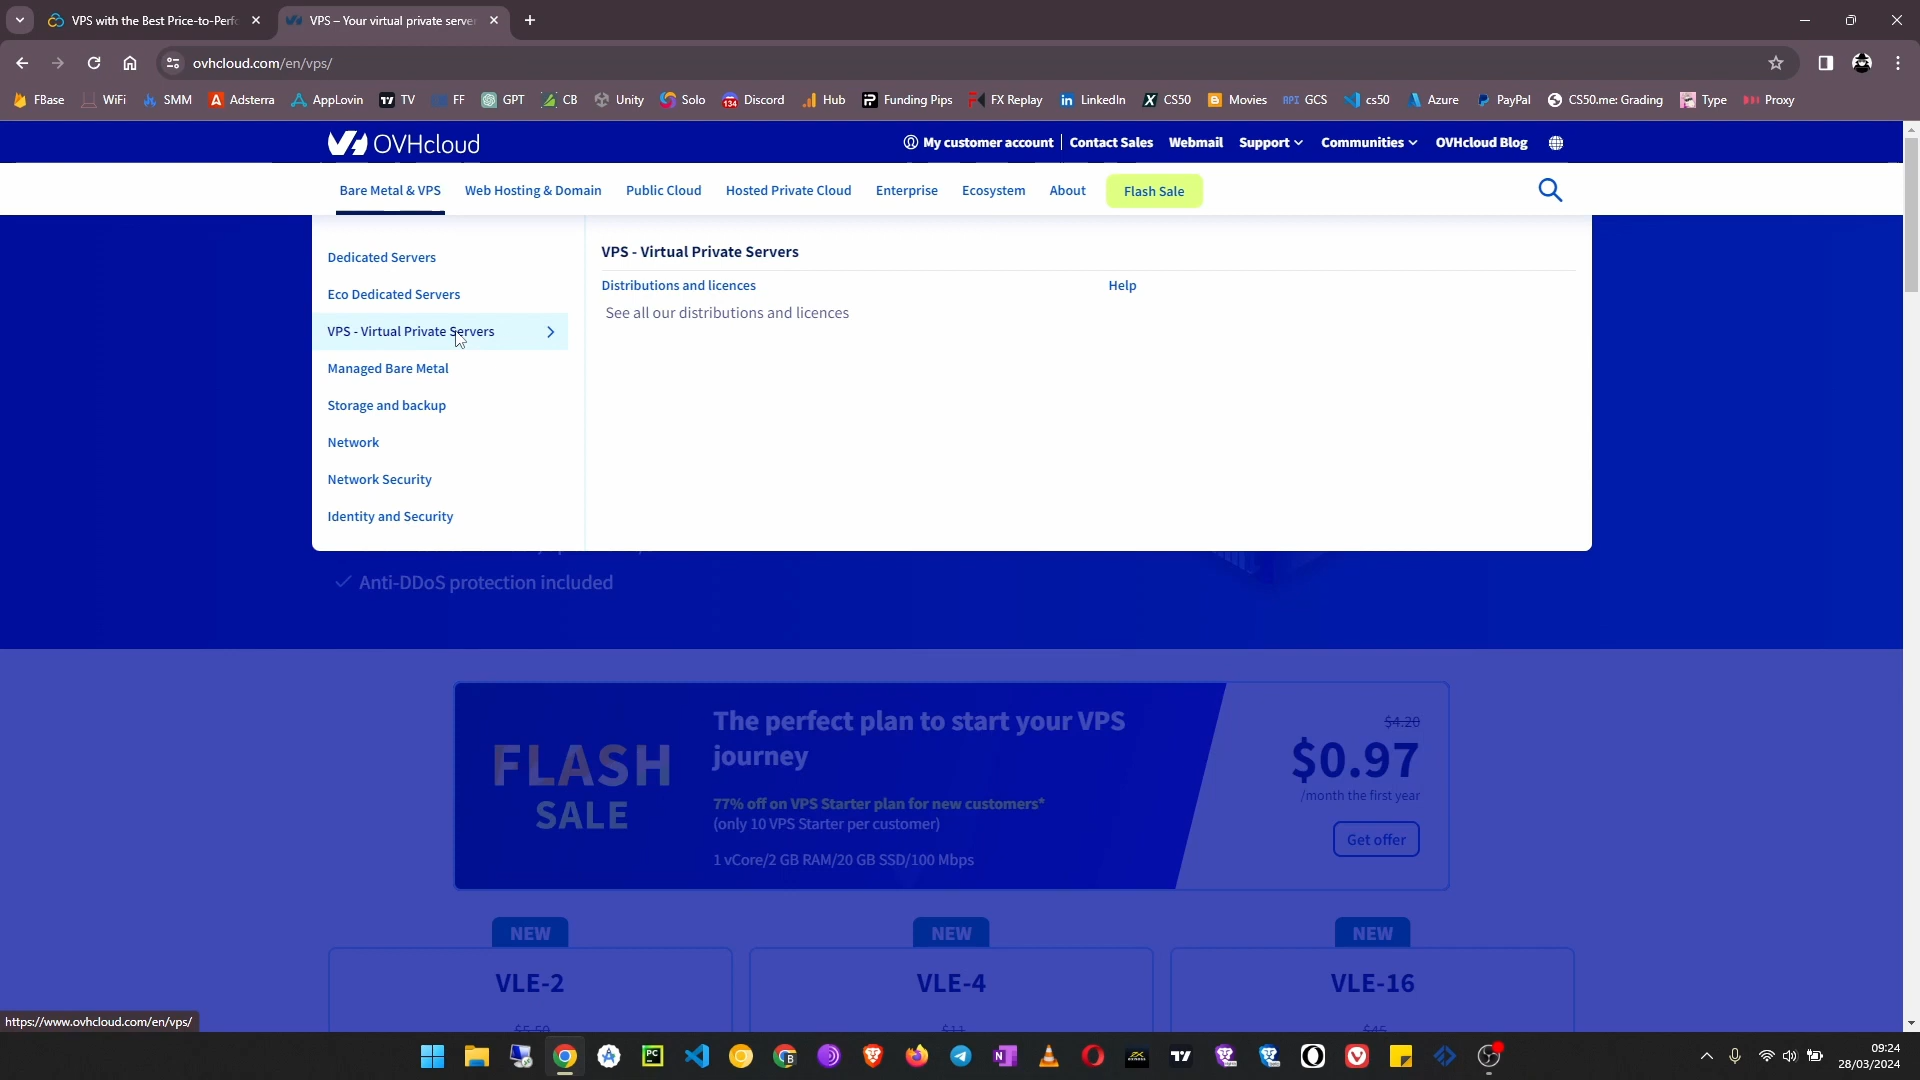 VPS with the Best Price-to-Perfo
VPS – Your virtual private server
ovhcloud.com/en/vps/
FBase
WiFi
SMM
Adsterra
AppLovin
TV
FF
GPT
CB
Unity
Solo
134
Discord
Hub
Funding Pips
FX Replay
LinkedIn
CS50
Movies
API GCS
cs50
Azure
PayPal
CS50.me: Grading
Type
Proxy
OVHcloud
My customer account
Contact Sales
Webmail
Support
Communities
OVHcloud Blog
Bare Metal & VPS
Web Hosting & Domain
Public Cloud
Hosted Private Cloud
Enterprise
Ecosystem
About
Flash Sale
Dedicated Servers
Eco Dedicated Servers
VPS - Virtual Private Servers
Managed Bare Metal
Storage and backup
Network
Network Security
Identity and Security
VPS - Virtual Private Servers
Distributions and licences
Help
See all our distributions and licences
Anti-DDoS protection included
FLASH
SALE
The perfect plan to start your VPS
journey
77% off on VPS Starter plan for new customers*
(only 10 VPS Starter per customer)
1 vCore/2 GB RAM/20 GB SSD/100 Mbps
$4.20
$0.97
/month the first year
Get offer
NEW
VLE-2
$5.50
NEW
VLE-4
$11
NEW
VLE-16
$45
https://www.ovhcloud.com/en/vps/
09:24
28/03/2024